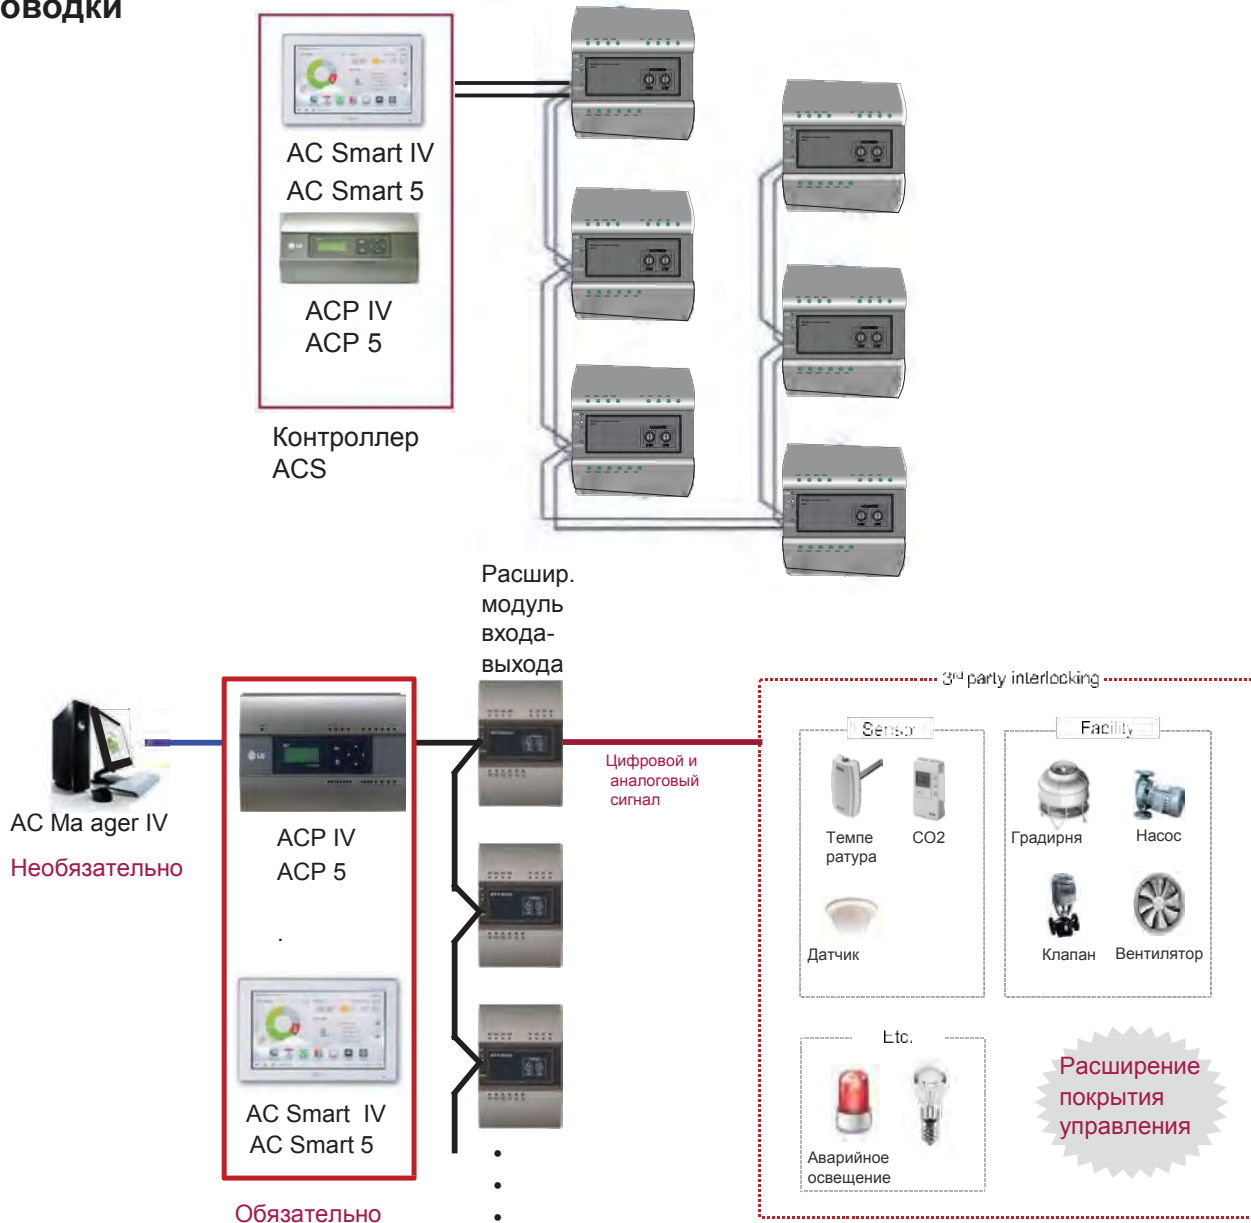 оводки
AC Smart IV
AC Smart 5
ACP IV
ACP 5
Контроллер
ACS
Расшир.
модуль
входа-
выхода
AC Ma ager IV
Необязательно
LG
ACP IV
ACP 5
.
AC Smart IV
AC Smart 5
Обязательно
Цифровой и
аналоговый
сигнал
3rd party interlocking
Sensor
Темпе
ратура
CO2
Датчик
Facility
Градирня
Насос
Клапан
Вентилятор
Etc.
Аварийное
освещение
Расширение
покрытия
управления